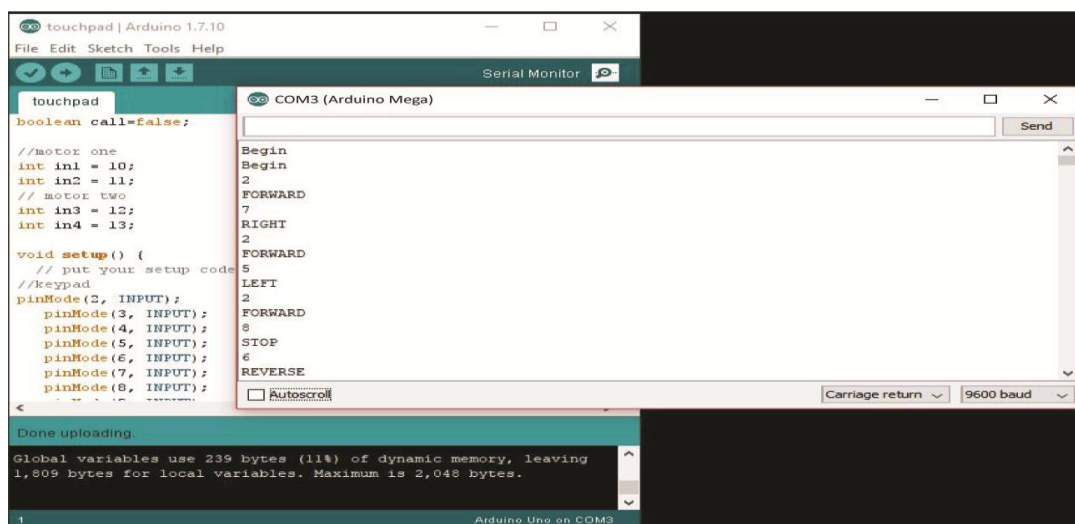 touchpad | Arduino 1.7.10
File Edit Sketch Tools Help
Serial Monitor
touchpad
boolean call=false;
//motor one
int in1 = 10;
int in2 = 11;
// motor two
int in3 = 12;
int in4 = 13;
void setup() {
// put your setup code
//keypad
pinMode(2, INPUT);
pinMode(3, INPUT);
pinMode(4, INPUT);
pinMode(5, INPUT);
pinMode(6, INPUT);
pinMode(7, INPUT);
pinMode(8, INPUT);
COM3 (Arduino Mega)
Send
Begin
Begin
2
FORWARD
7
RIGHT
2
FORWARD
5
LEFT
2
FORWARD
8
STOP
6
REVERSE
Autoscroll
Carriage return
9600 baud
Done uploading.
Global variables use 239 bytes (11%) of dynamic memory, leaving
1,809 bytes for local variables. Maximum is 2,048 bytes.
1
Arduino Uno on COM3